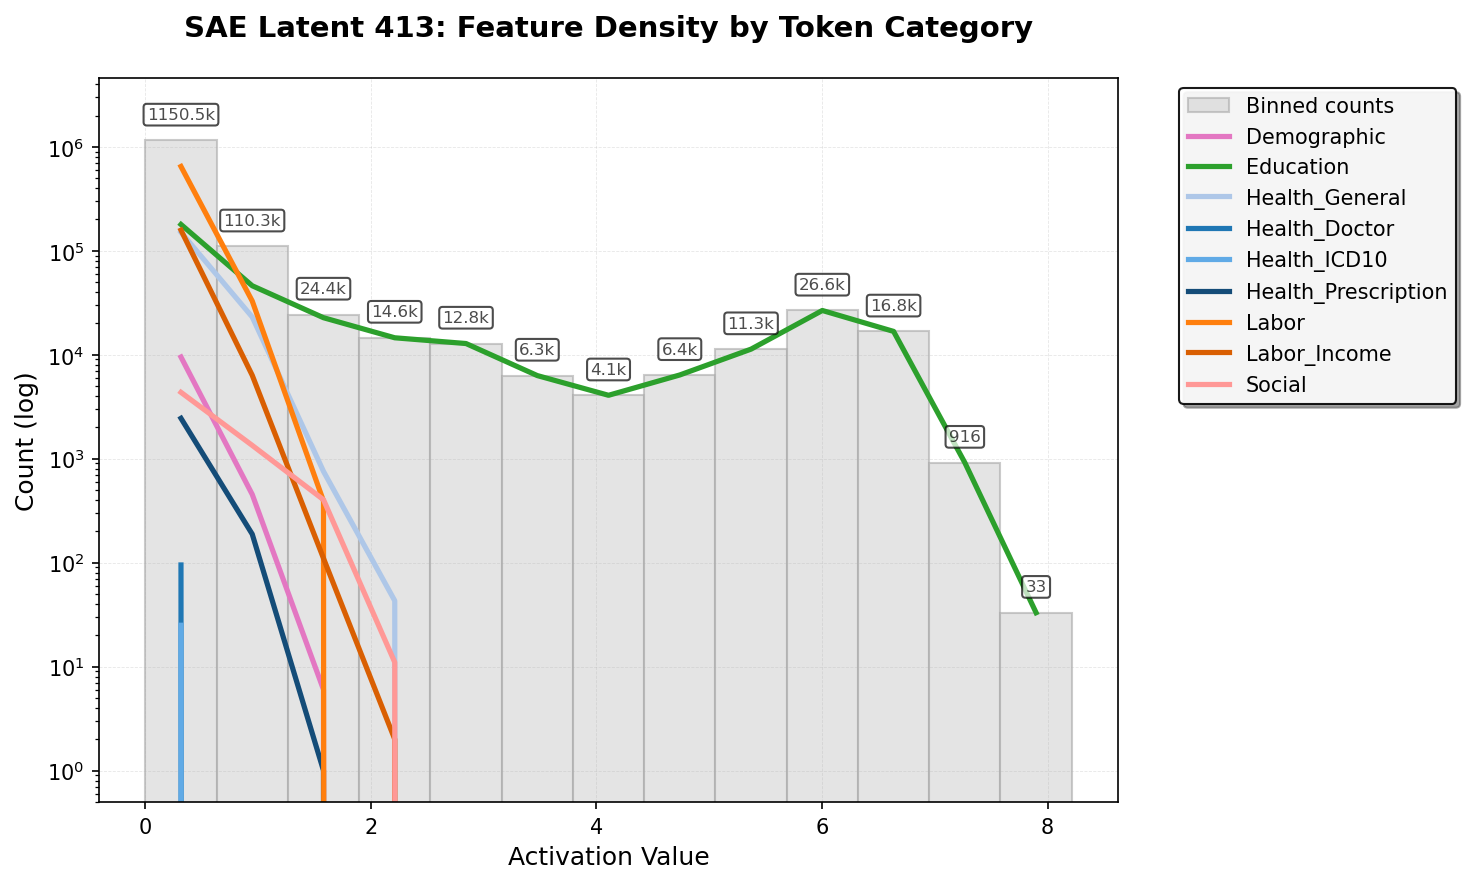 SAE Latent 413: Feature Density by Token Category
Count (log)
10⁶
10⁵
10⁴
10³
10²
10¹
10⁰
1150.5k
110.3k
24.4k
14.6k
12.8k
6.3k
4.1k
6.4k
11.3k
26.6k
16.8k
916
33
0
2
4
6
8
Activation Value
Binned counts
Demographic
Education
Health_General
Health_Doctor
Health_ICD10
Health_Prescription
Labor
Labor_Income
Social